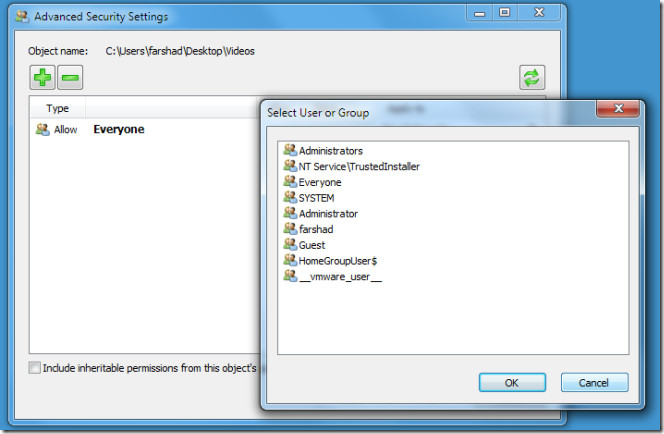 Advanced Security Settings
Object name: C:\Users\farshad\Desktop\Videos
Type
Allow Everyone
Include inheritable permissions from this object's
Select User or Group
Administrators
NT Service\TrustedInstaller
Everyone
SYSTEM
Administrator
farshad
Guest
HomeGroupUser$
__vmware_user__
OK
Cancel